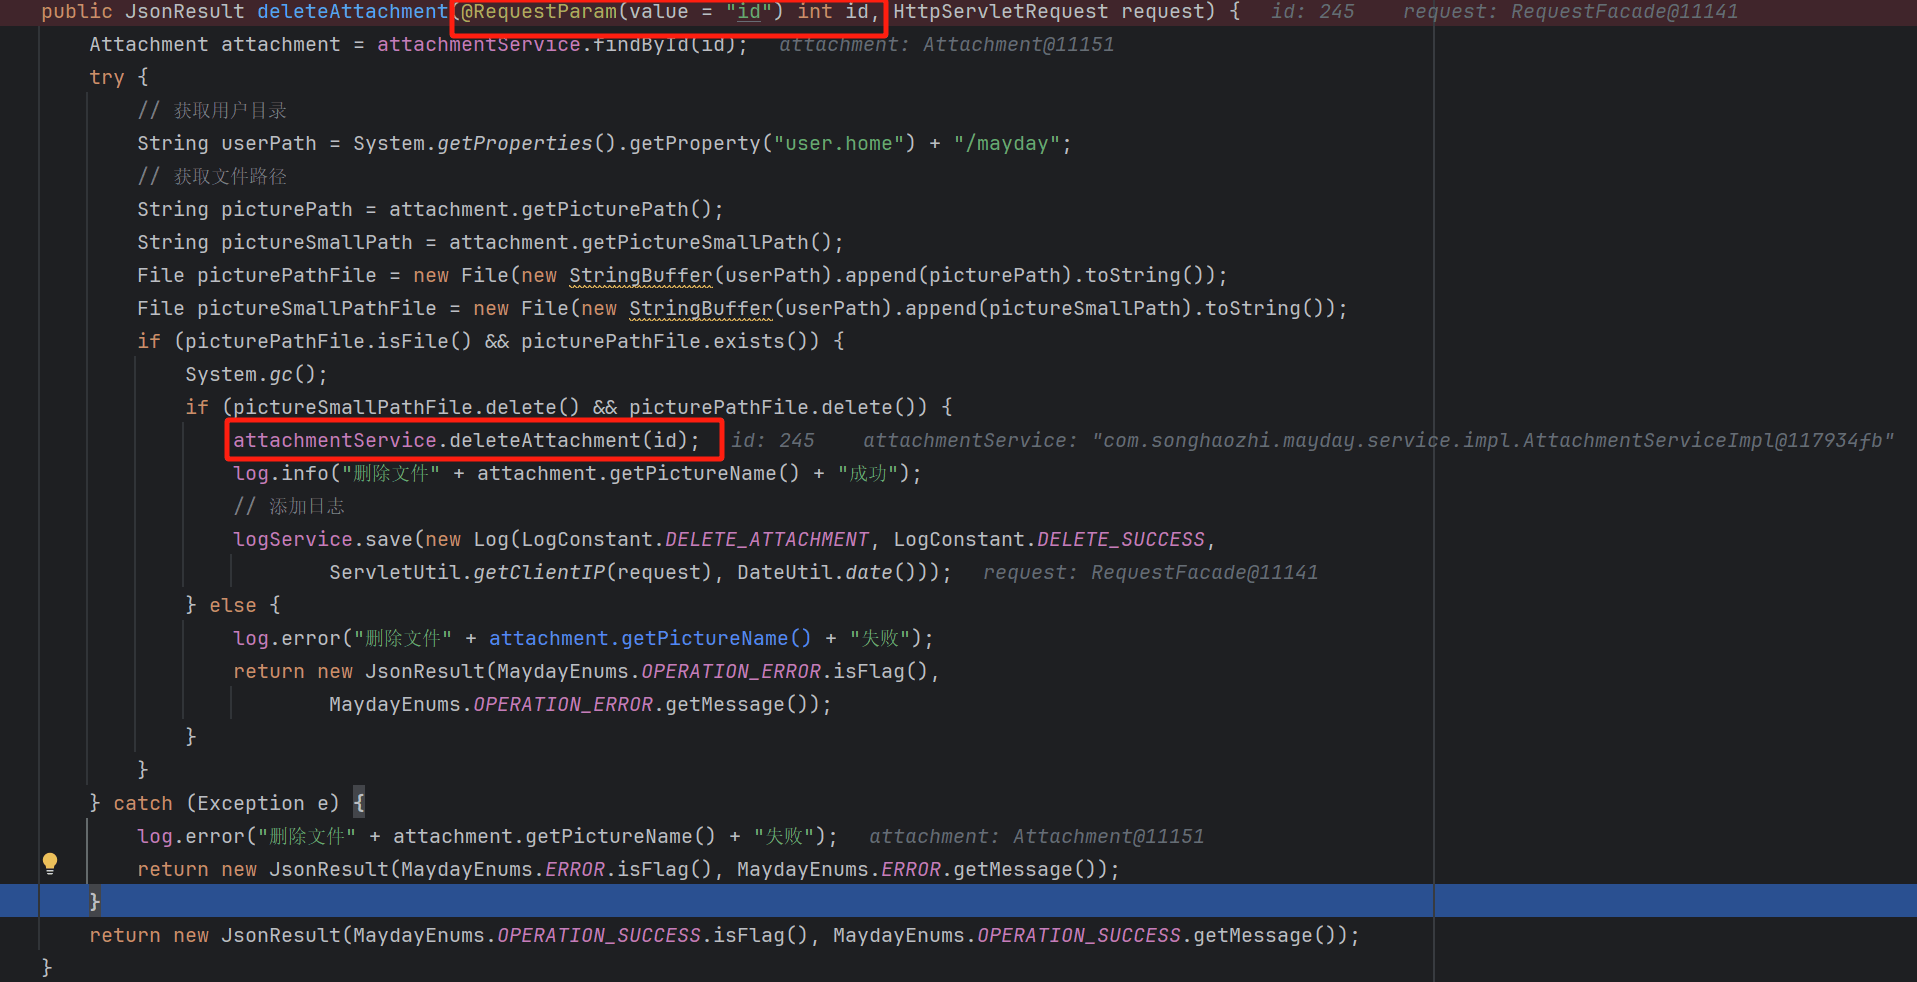 public JsonResult deleteAttachment(@RequestParam(value = "id") int id, HttpServletRequest request) {   id: 245    request: RequestFacade@11141
    Attachment attachment = attachmentService.findById(id);   attachment: Attachment@11151
    try {
        // 获取用户目录
        String userPath = System.getProperties().getProperty("user.home") + "/mayday";
        // 获取文件路径
        String picturePath = attachment.getPicturePath();
        String pictureSmallPath = attachment.getPictureSmallPath();
        File picturePathFile = new File(new StringBuffer(userPath).append(picturePath).toString());
        File pictureSmallPathFile = new File(new StringBuffer(userPath).append(pictureSmallPath).toString());
        if (picturePathFile.isFile() && picturePathFile.exists()) {
            System.gc();
            if (pictureSmallPathFile.delete() && picturePathFile.delete()) {
                attachmentService.deleteAttachment(id);   id: 245    attachmentService: "com.songhaozhi.mayday.service.impl.AttachmentServiceImpl@117934fb"
                log.info("删除文件" + attachment.getPictureName() + "成功");
                // 添加日志
                logService.save(new Log(LogConstant.DELETE_ATTACHMENT, LogConstant.DELETE_SUCCESS,
                        ServletUtil.getClientIP(request), DateUtil.date()));   request: RequestFacade@11141
            } else {
                log.error("删除文件" + attachment.getPictureName() + "失败");
                return new JsonResult(MaydayEnums.OPERATION_ERROR.isFlag(),
                        MaydayEnums.OPERATION_ERROR.getMessage());
            }
        }
    } catch (Exception e) {
        log.error("删除文件" + attachment.getPictureName() + "失败");   attachment: Attachment@11151
        return new JsonResult(MaydayEnums.ERROR.isFlag(), MaydayEnums.ERROR.getMessage());
    }
    return new JsonResult(MaydayEnums.OPERATION_SUCCESS.isFlag(), MaydayEnums.OPERATION_SUCCESS.getMessage());
}